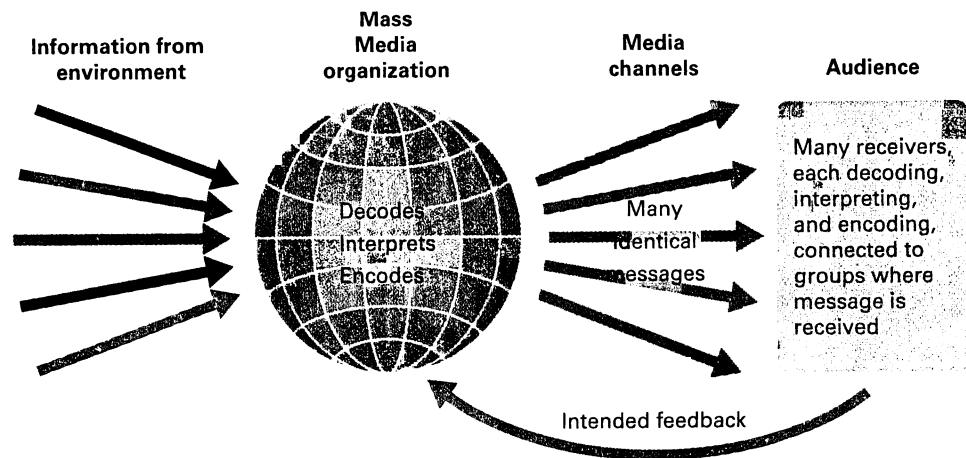 Information from
environment
Mass
Media
organization
Media
channels
Audience
Decodes
Interprets
Encodes
Many
identical
messages
Many receivers,
each decoding,
interpreting,
and encoding,
connected to
groups where
message is
received
Intended feedback